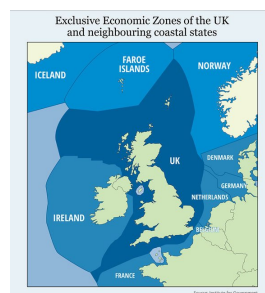 Exclusive Economic Zones of the UK
and neighbouring coastal states
FAROE
ISLANDS
NORWAY
ICELAND
DENMARK
UK
GERMANY
NETHERLANDS
IRELAND
BELGIUM
FRANCE